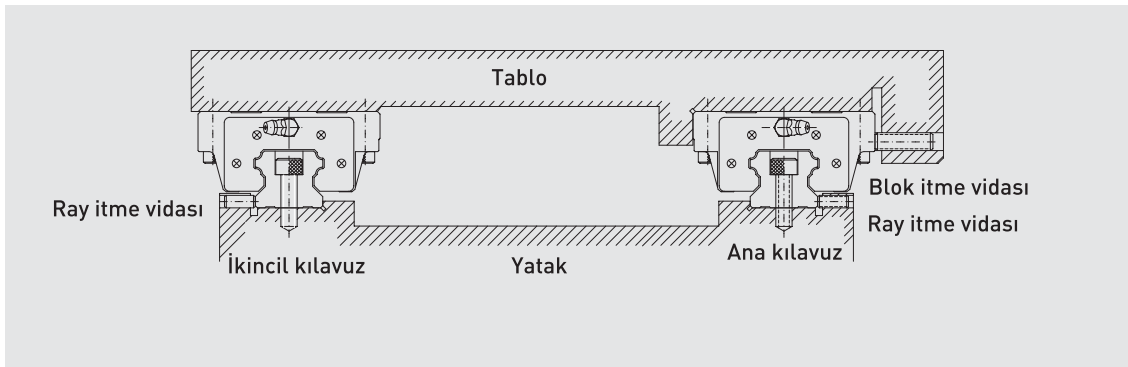 Tablo
Blok itme vidası
Ray itme vidası
Ray itme vidası
İkincil kılavuz
Yatak
Ana kılavuz